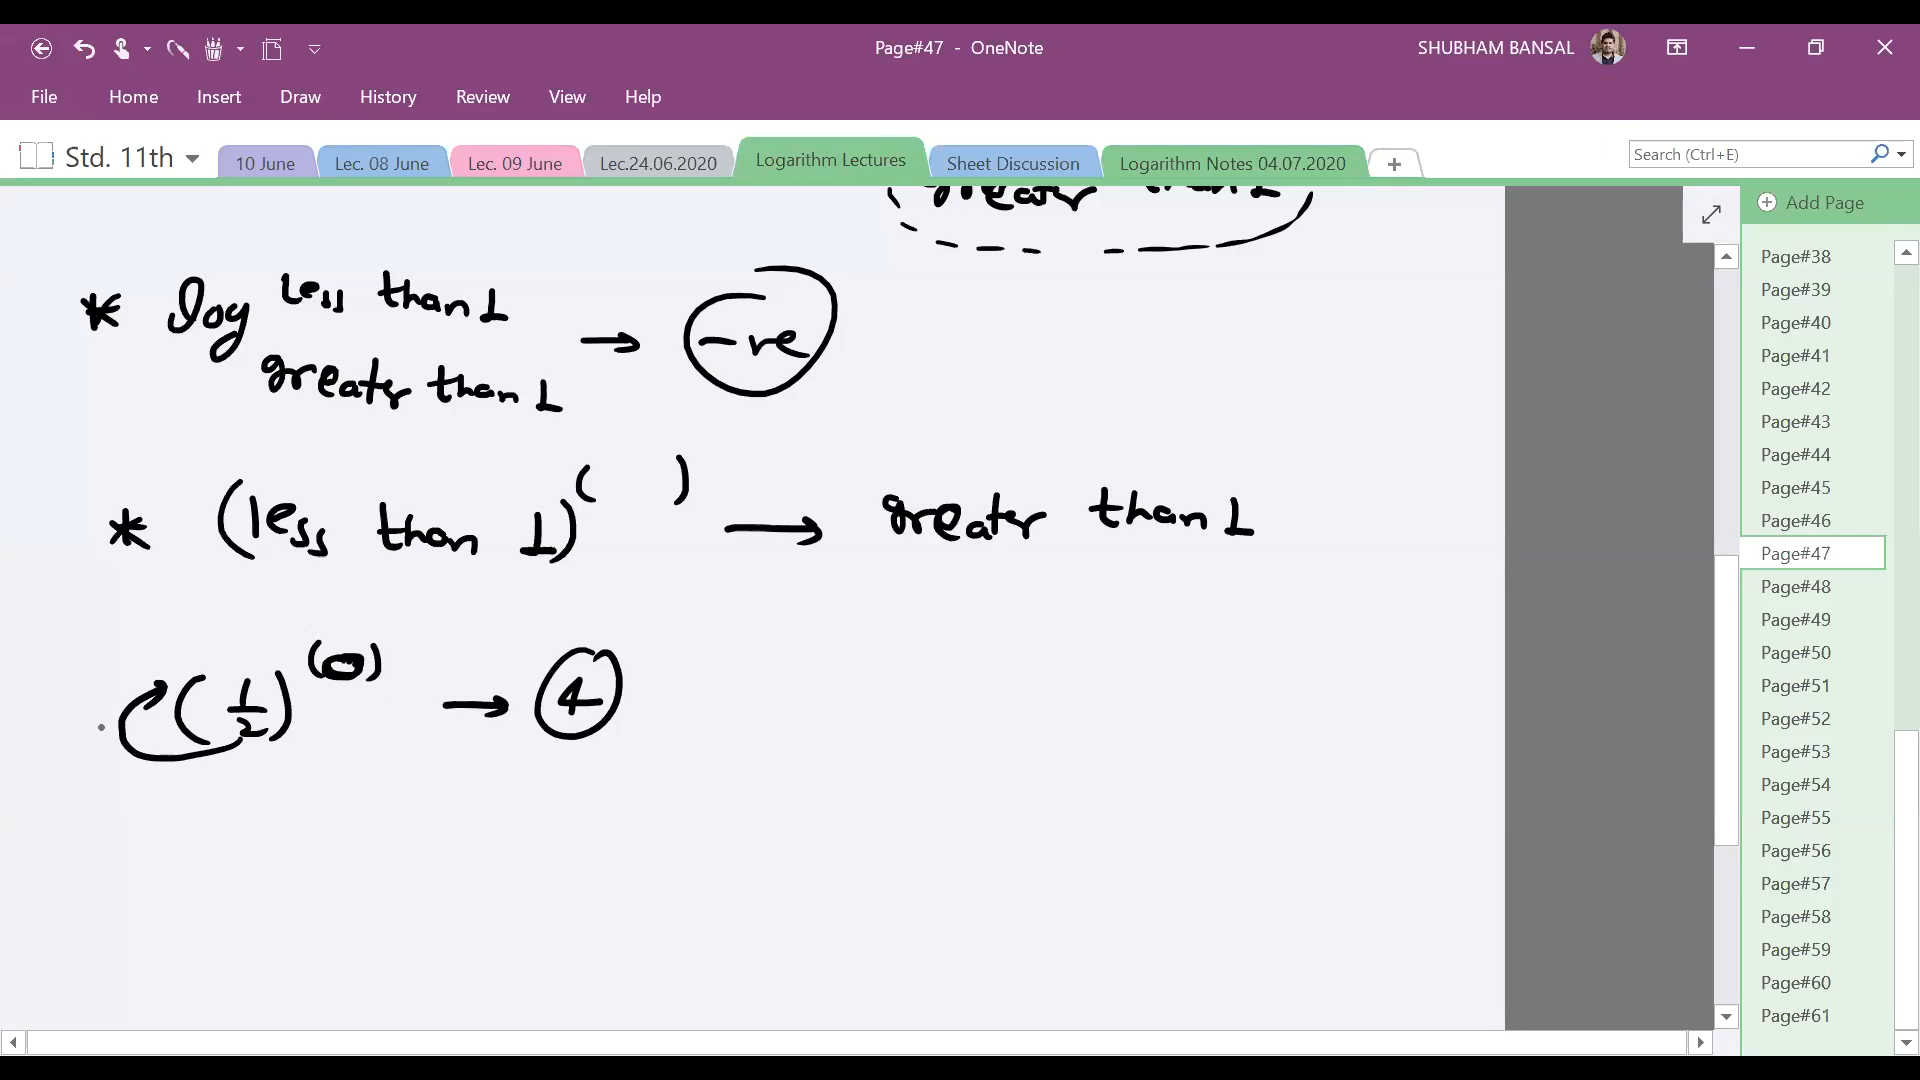 Page#47 - OneNote
SHUBHAM BANSAL
File Home Insert Draw History Review View Help
Std. 11th
10 June
Lec. 08 June
Lec. 09 June
Lec.24.06.2020
Logarithm Lectures
Sheet Discussion
Logarithm Notes 04.07.2020
Search (Ctrl+E)
Add Page
Page#38
Page#39
Page#40
Page#41
Page#42
Page#43
Page#44
Page#45
Page#46
Page#47
Page#48
Page#49
Page#50
Page#51
Page#52
Page#53
Page#54
Page#55
Page#56
Page#57
Page#58
Page#59
Page#60
Page#61
greater than 1
* log less than 1
greater than 1 → -ve
* (less than 1)^( ) → greater than 1
(1/2)^( ) → 4